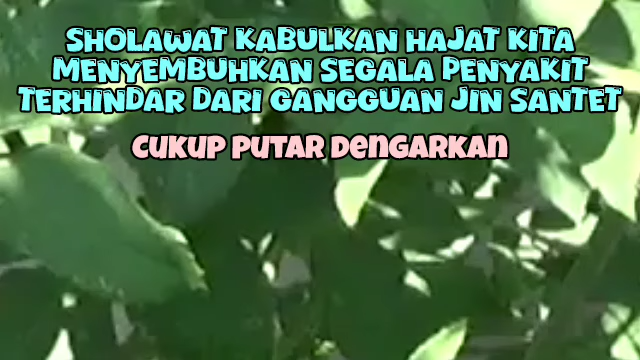 SHOLAWAT KABULKAN HAJAT KITA
MENYEMBUHKAN SEGALA PENYAKIT
TERHINDAR DARI GANGGUAN JIN SANTET
CUKUP PUTAR DENGARKAN